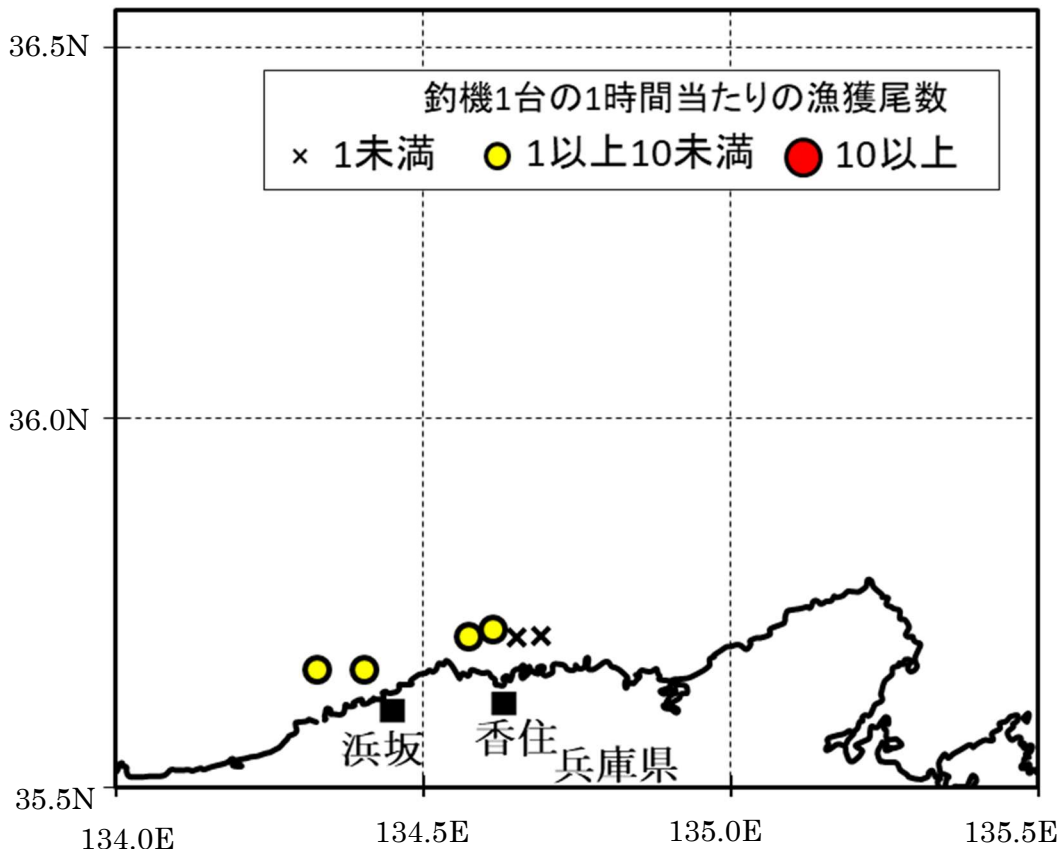 36.5N
釣機1台の1時間当たりの漁獲尾数
× 1未満 1以上10未満 10以上
36.0N
浜坂
香住
兵庫県
35.5N
134.0E 134.5E 135.0E 135.5E